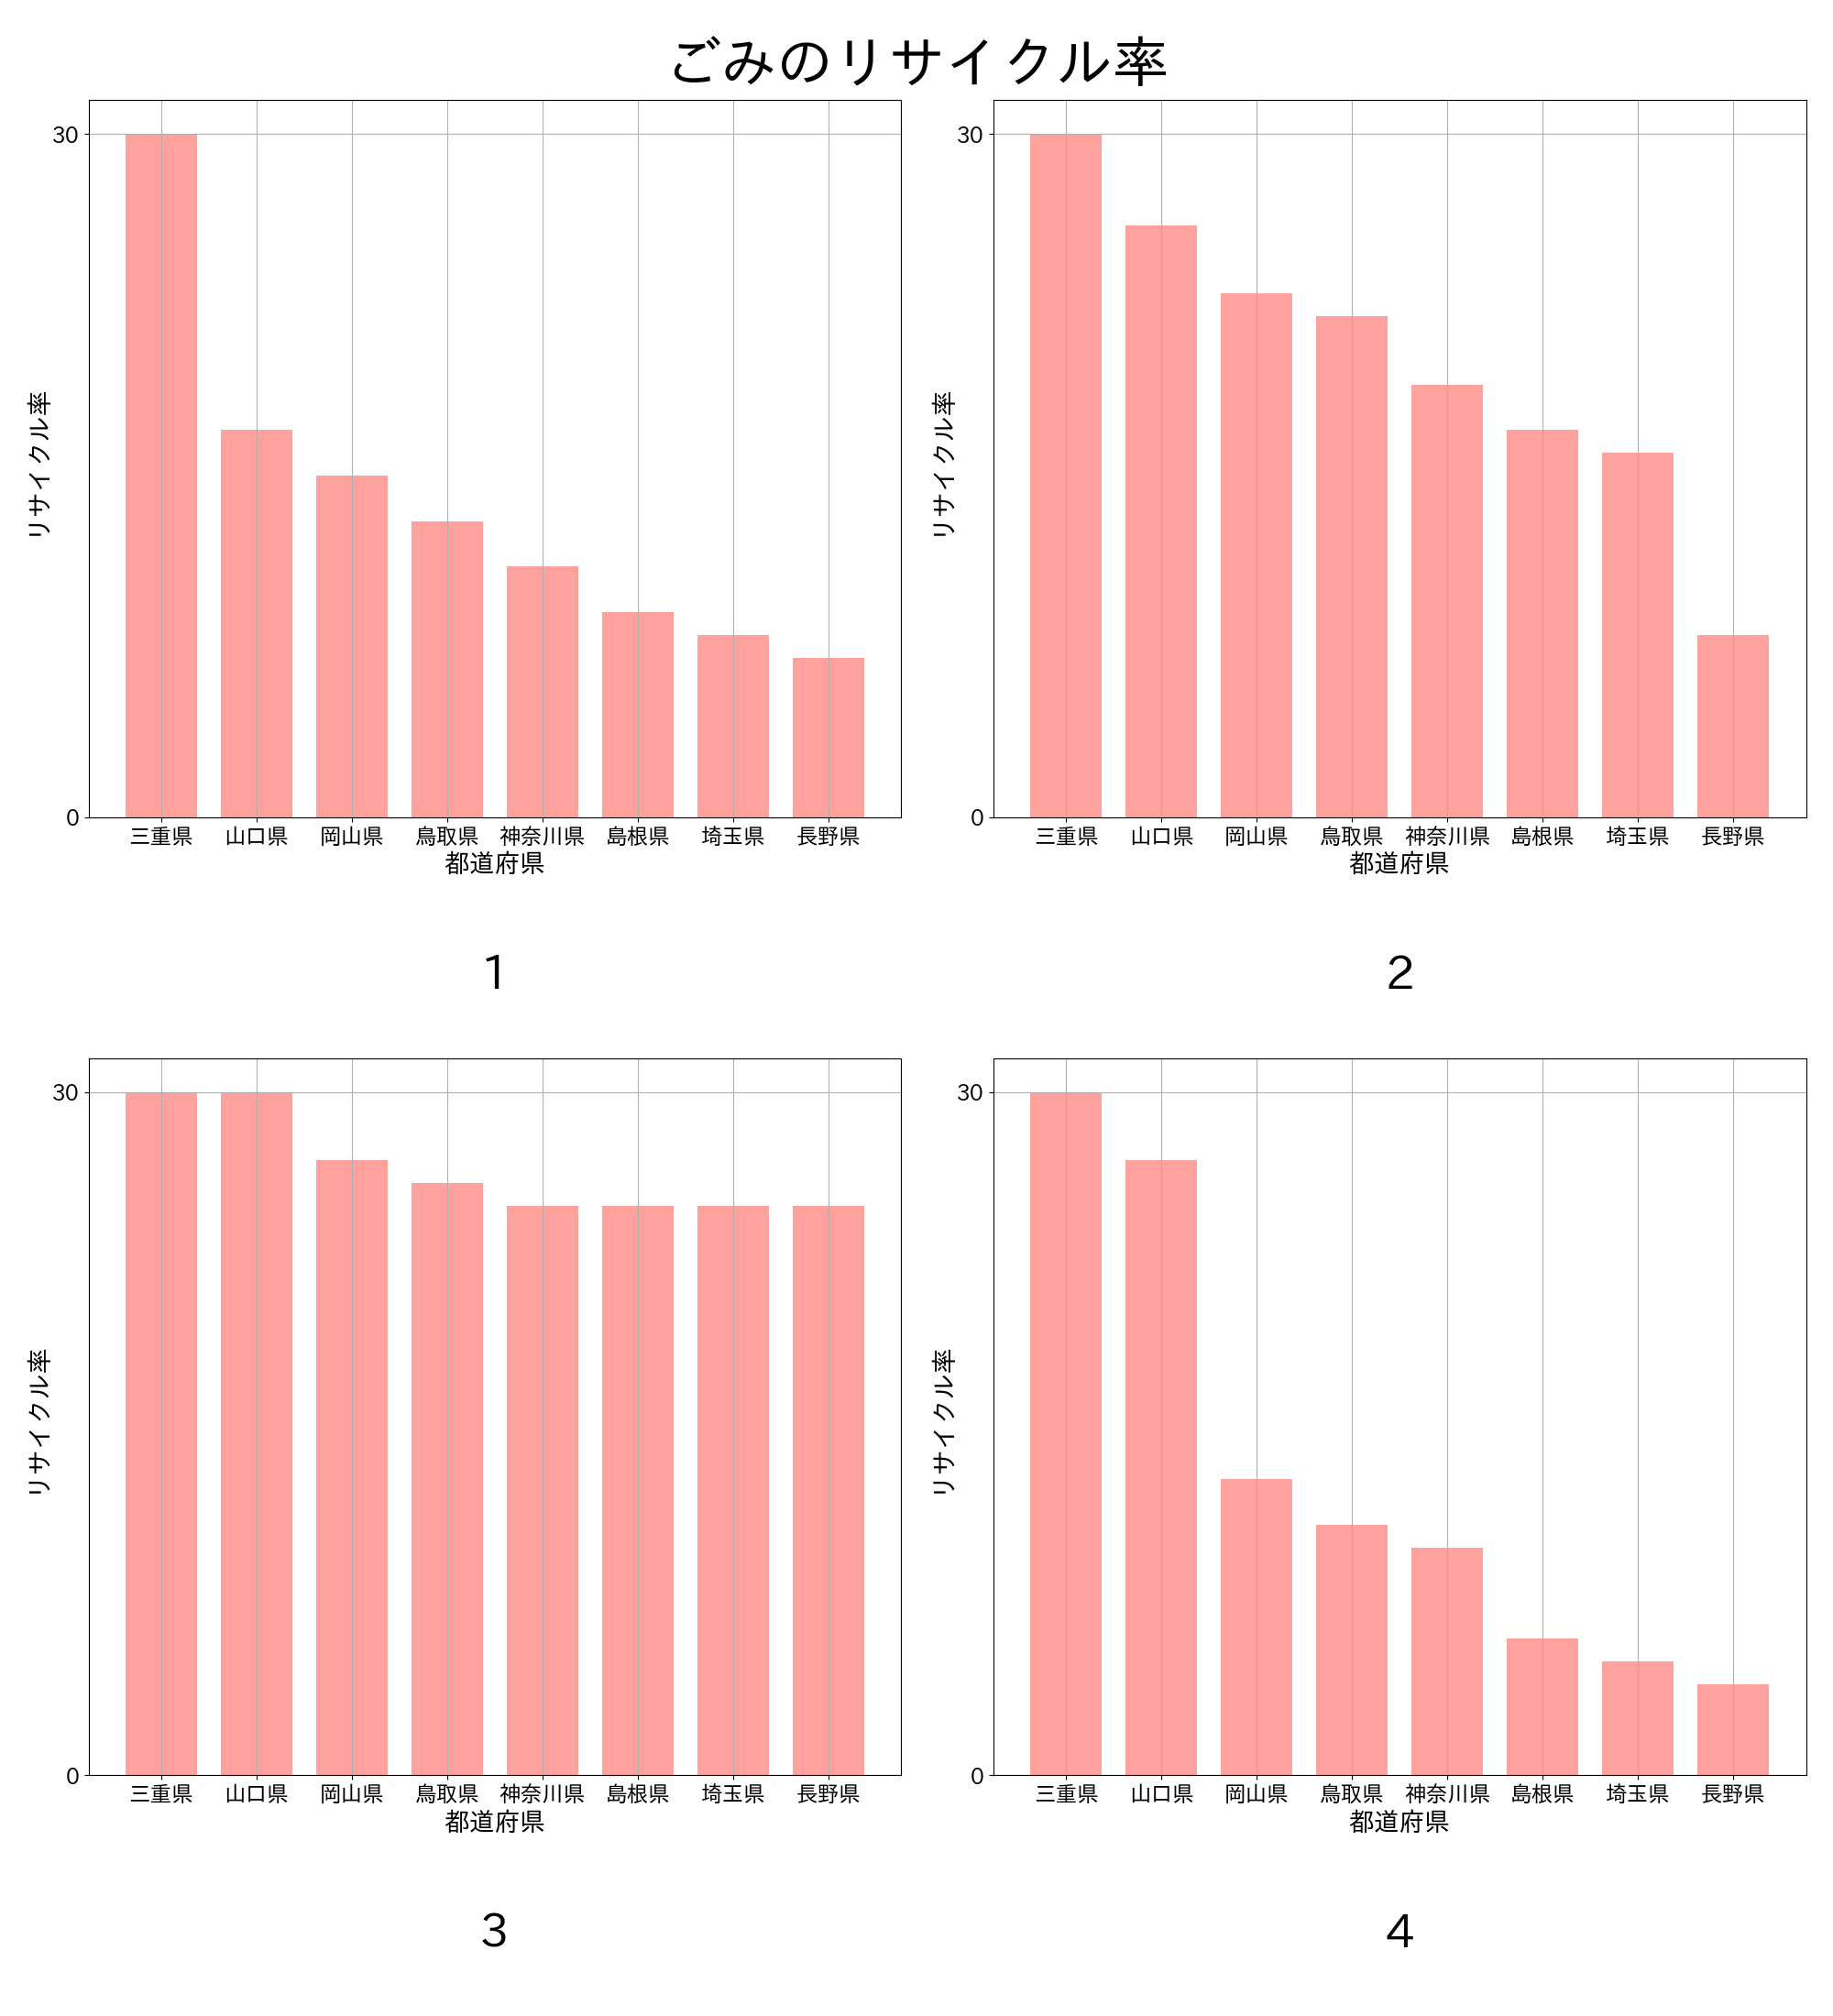 ごみのリサイクル率
30
0
リサイクル率
三重県 山口県 岡山県 鳥取県 神奈川県 島根県 埼玉県 長野県
都道府県
1
30
0
リサイクル率
三重県 山口県 岡山県 鳥取県 神奈川県 島根県 埼玉県 長野県
都道府県
2
30
0
リサイクル率
三重県 山口県 岡山県 鳥取県 神奈川県 島根県 埼玉県 長野県
都道府県
3
30
0
リサイクル率
三重県 山口県 岡山県 鳥取県 神奈川県 島根県 埼玉県 長野県
都道府県
4